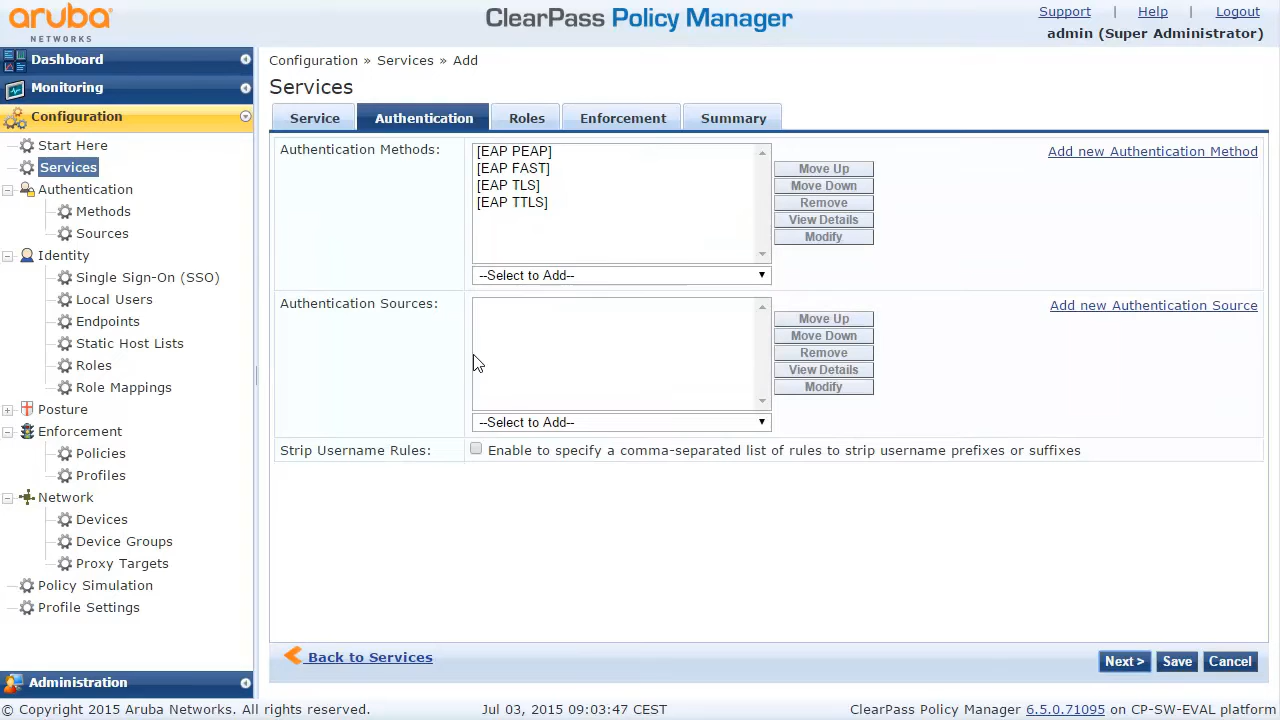 aruba
NETWORKS
ClearPass Policy Manager
Support | Help | Logout
admin (Super Administrator)
Dashboard
Monitoring
Configuration
Start Here
Services
Authentication
Methods
Sources
Identity
Single Sign-On (SSO)
Local Users
Endpoints
Static Host Lists
Roles
Role Mappings
Posture
Enforcement
Policies
Profiles
Network
Devices
Device Groups
Proxy Targets
Policy Simulation
Profile Settings
Administration
Configuration » Services » Add
Services
Service Authentication Roles Enforcement Summary
Authentication Methods:
[EAP PEAP]
[EAP FAST]
[EAP TLS]
[EAP TTLS]
--Select to Add--
Move Up
Move Down
Remove
View Details
Modify
Add new Authentication Method
Authentication Sources:
--Select to Add--
Move Up
Move Down
Remove
View Details
Modify
Add new Authentication Source
Strip Username Rules: Enable to specify a comma-separated list of rules to strip username prefixes or suffixes
Back to Services
Next > Save Cancel
© Copyright 2015 Aruba Networks. All rights reserved. Jul 03, 2015 09:03:47 CEST ClearPass Policy Manager 6.5.0.71095 on CP-SW-EVAL platform